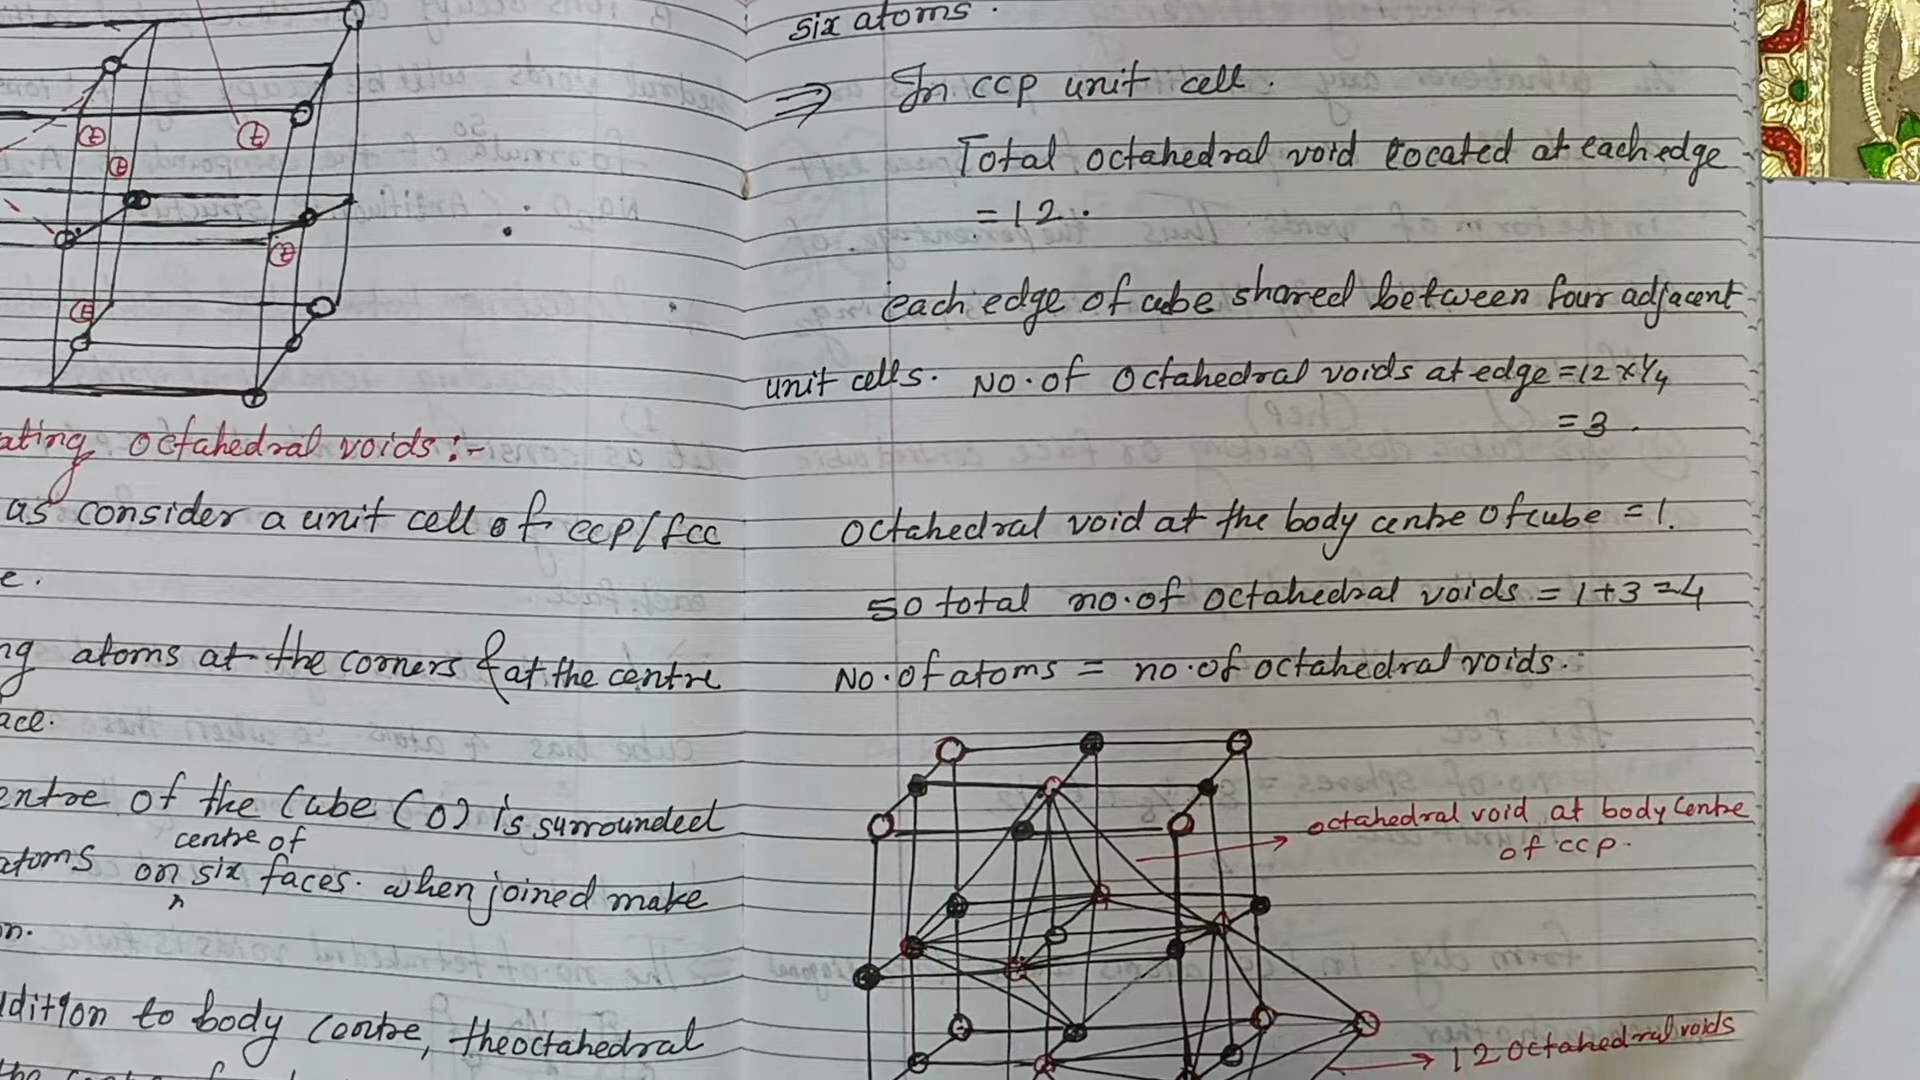 ating octahedral voids :-
as consider a unit cell of ccp/fcc
e.
ng atoms at the corners & at the centre
ace.
entre of the Cube (O) is surrounded
centre of
atoms on six faces. when joined make
n.
ddition to body centre, the octahedral
six atoms.
⇒ In CCP unit cell.
Total octahedral void located at each edge
= 12.
each edge of cube shared between four adjacent
unit cells. No. of Octahedral voids at edge = 12 x 1/4
= 3.
Octahedral void at the body centre of cube = 1.
So total no. of octahedral voids = 1+3 = 4
No. of atoms = no. of octahedral voids.
octahedral void at body centre
of ccp.
12 octahedral voids